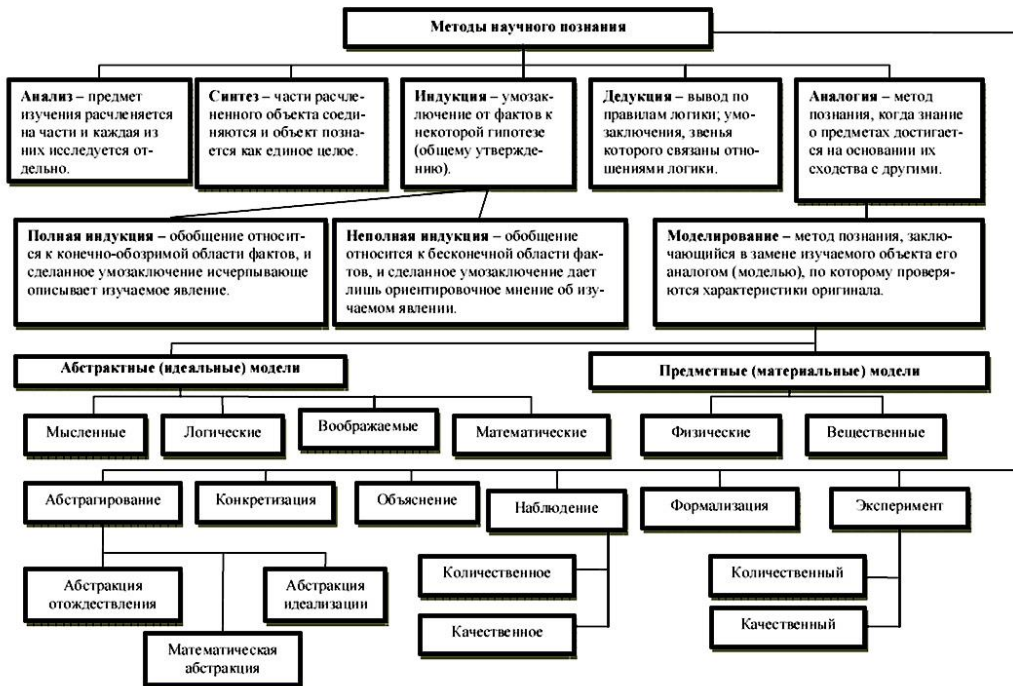 Методы научного познания
Анализ – предмет
изучения расчленяется
на части и каждая из
них исследуется от-
дельно.
Синтез – части расчле-
ненного объекта соеди-
няются и объект позна-
ется как единое целое.
Индукция – умозак-
лючение от фактов к
некоторой гипотезе
(общему утвержде-
нию).
Дедукция – вывод по
правилам логики; умо-
заключения, звенья
которого связаны отно-
шениями логики.
Аналогия – метод
познания, когда знание
о предметах достигает-
ся на основании их
сходства с другими.
Полная индукция – обобщение относит-
ся к конечно-обозримой области фактов, и
сделанное умозаключение исчерпывающе
описывает изучаемое явление.
Неполная индукция – обобщение
относится к бесконечной области фак-
тов, и сделанное умозаключение дает
лишь ориентировочное мнение об изу-
чаемом явлении.
Моделирование – метод познания, заклю-
чающийся в замене изучаемого объекта его
аналогом (моделью), по которому проверя-
ются характеристики оригинала.
Абстрактные (идеальные) модели
Предметные (материальные) модели
Мысленные
Логические
Воображаемые
Математические
Физические
Вещественные
Абстрагирование
Конкретизация
Объяснение
Наблюдение
Формализация
Эксперимент
Абстракция
отождествления
Абстракция
идеализации
Математическая
абстракция
Количественное
Качественное
Количественный
Качественный